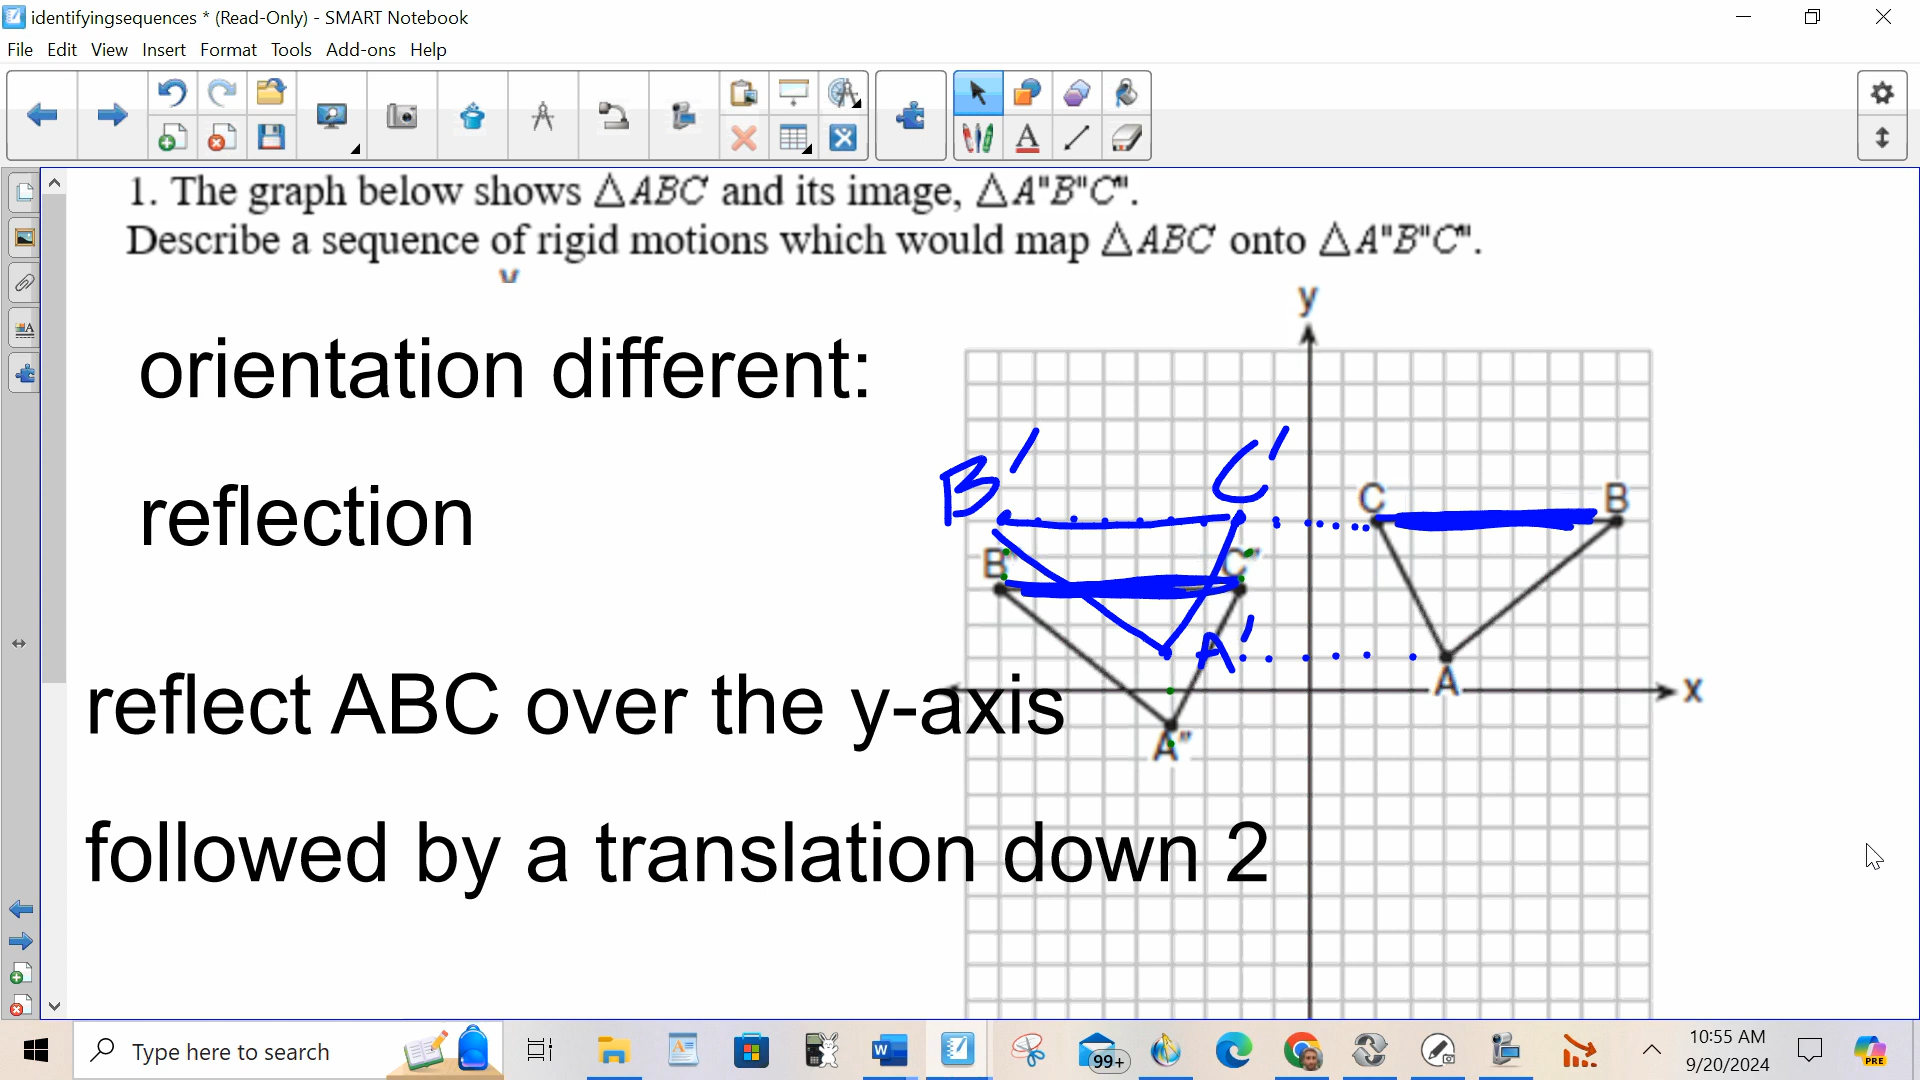 identifyingsequences * (Read-Only) - SMART Notebook
File Edit View Insert Format Tools Add-ons Help
1. The graph below shows △ABC and its image, △A"B"C".
Describe a sequence of rigid motions which would map △ABC onto △A"B"C".
y
y
orientation different:
B' C'
C B
reflection
B" C"
A'
A
x
reflect ABC over the y-axis
A"
followed by a translation down 2
Type here to search
99+
10:55 AM
9/20/2024
PRE